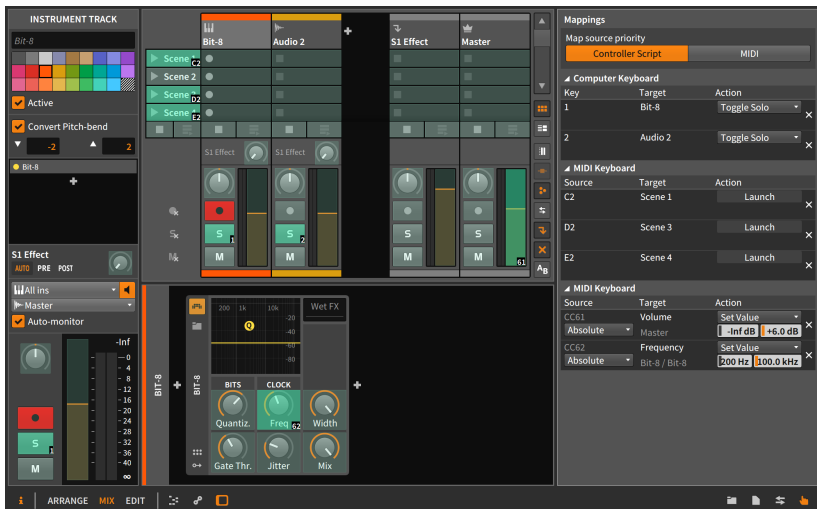 INSTRUMENT TRACK
Bit-8
Active
Convert Pitch-bend
-2 2
Bit-8
S1 Effect
AUTO PRE POST
All ins
Master
Auto-monitor
-Inf
0
4
8
12
16
20
24
28
32
36
40
∞
S 1
M
Bit-8 Audio 2 S1 Effect Master
Scene 1 C2
Scene 2
Scene 3 D2
Scene 4 E2
S1 Effect S1 Effect
S 1 S 2 S S
M M M M 61
AB
BIT-8
BIT-8
200 1k 10k
Q
-20
-40
-60
-80
Wet FX
BITS CLOCK
Quantiz. Freq 62 Width
Gate Thr. Jitter Mix
Mappings
Map source priority
Controller Script MIDI
Computer Keyboard
Key Target Action
1 Bit-8 Toggle Solo
2 Audio 2 Toggle Solo
MIDI Keyboard
Source Target Action
C2 Scene 1 Launch
D2 Scene 3 Launch
E2 Scene 4 Launch
MIDI Keyboard
Source Target Action
CC61 Volume Set Value
Absolute Master -Inf dB +6.0 dB
CC62 Frequency Set Value
Absolute Bit-8 / Bit-8 200 Hz 100.0 kHz
i ARRANGE MIX EDIT